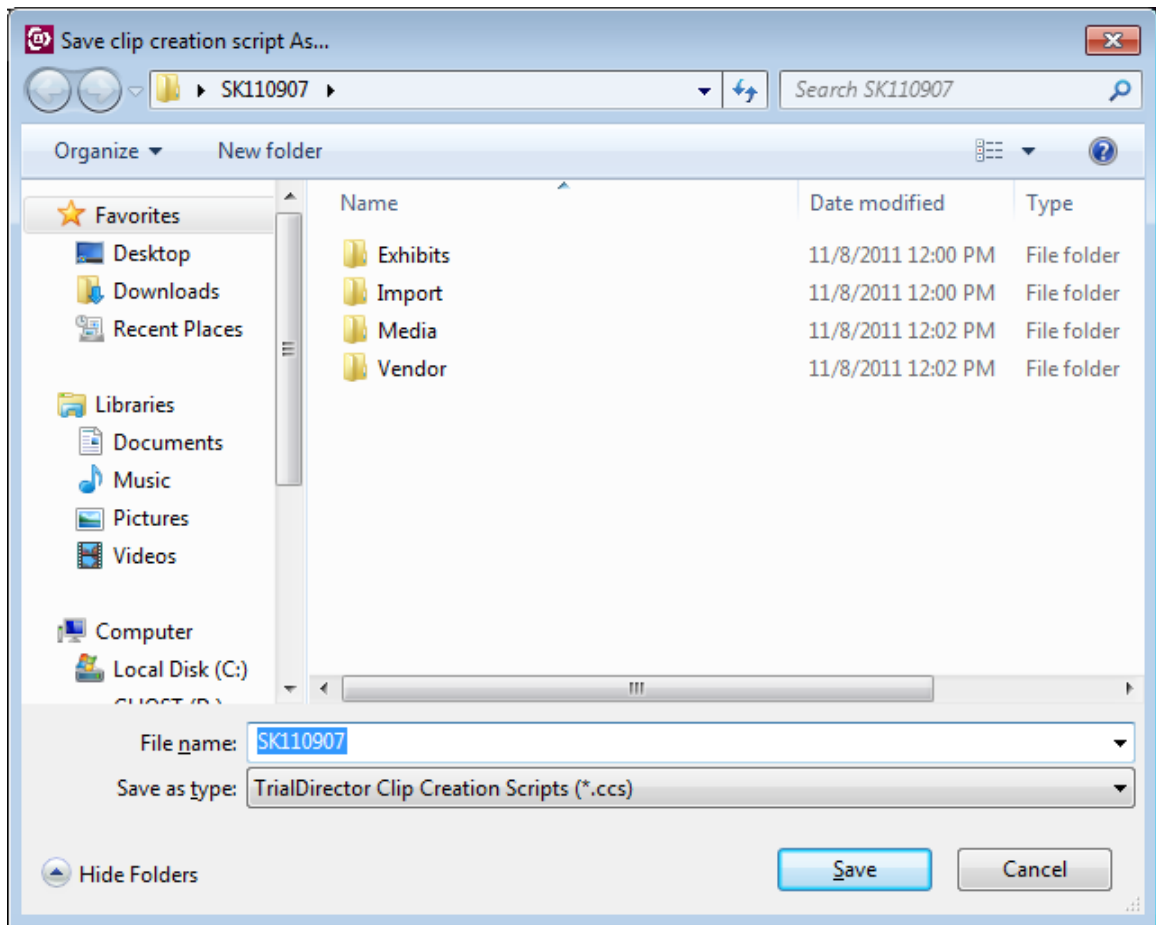 Save clip creation script As...
SK110907
Search SK110907
Organize
New folder
Name Date modified Type
Favorites
Desktop
Downloads
Recent Places
Libraries
Documents
Music
Pictures
Videos
Computer
Local Disk (C:)
Exhibits 11/8/2011 12:00 PM File folder
Import 11/8/2011 12:00 PM File folder
Media 11/8/2011 12:02 PM File folder
Vendor 11/8/2011 12:02 PM File folder
File name: SK110907
Save as type: TrialDirector Clip Creation Scripts (*.ccs)
Hide Folders
Save
Cancel